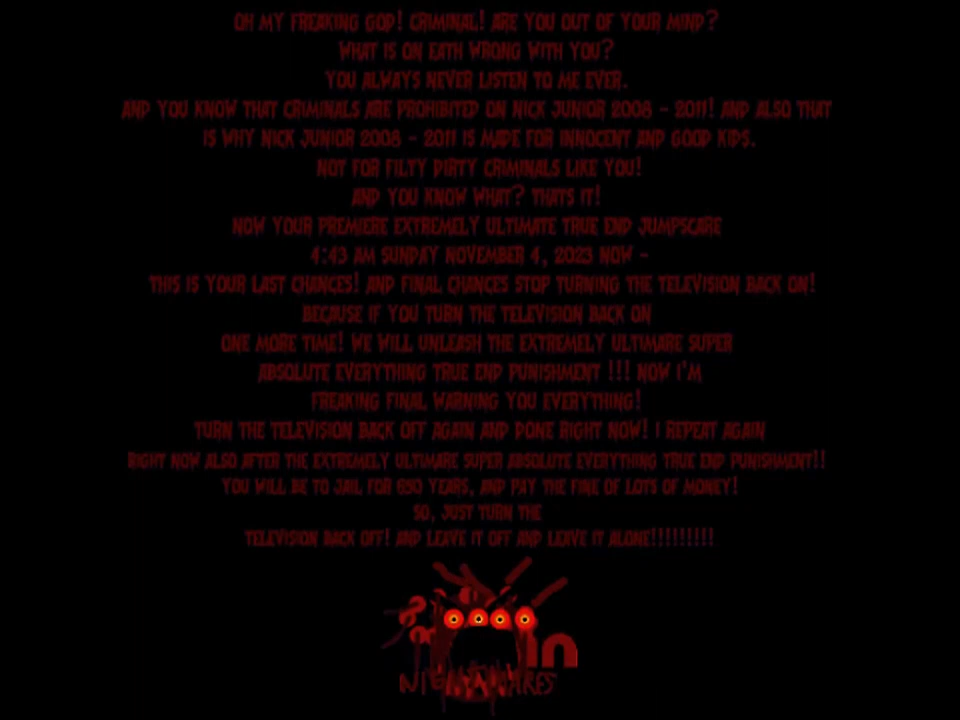 OH MY FREAKING GOD! CRIMINAL! ARE YOU OUT OF YOUR MIND?
WHAT IS ON EATH WRONG WITH YOU?
YOU ALWAYS NEVER LISTEN TO ME EVER.
AND YOU KNOW THAT CRIMINALS ARE PROHIBITED ON NICK JUNIOR 2008 - 2011! AND ALSO THAT
IS WHY NICK JUNIOR 2008 - 2011 IS MADE FOR INNOCENT AND GOOD KIDS.
NOT FOR FILTY DIRTY CRIMINALS LIKE YOU!
AND YOU KNOW WHAT? THATS IT!
NOW YOUR PREMIERE EXTREMELY ULTIMATE TRUE END JUMPSCARE
4:43 AM SUNDAY NOVEMBER 4, 2023 NOW -
THIS IS YOUR LAST CHANCES! AND FINAL CHANCES STOP TURNING THE TELEVISION BACK ON!
BECAUSE IF YOU TURN THE TELEVISION BACK ON
ONE MORE TIME! WE WILL UNLEASH THE EXTREMELY ULTIMARE SUPER
ABSOLUTE EVERYTHING TRUE END PUNISHMENT !!! NOW I'M
FREAKING FINAL WARNING YOU EVERYTHING!
TURN THE TELEVISION BACK OFF AGAIN AND DONE RIGHT NOW! I REPEAT AGAIN
RIGHT NOW ALSO AFTER THE EXTREMELY ULTIMARE SUPER ABSOLUTE EVERYTHING TRUE END PUNISHMENT!!
YOU WILL BE TO JAIL FOR 690 YEARS, AND PAY THE FINE OF LOTS OF MONEY!
SO, JUST TURN THE
TELEVISION BACK OFF! AND LEAVE IT OFF AND LEAVE IT ALONE!!!!!!!!!
in
NIGHTMARES